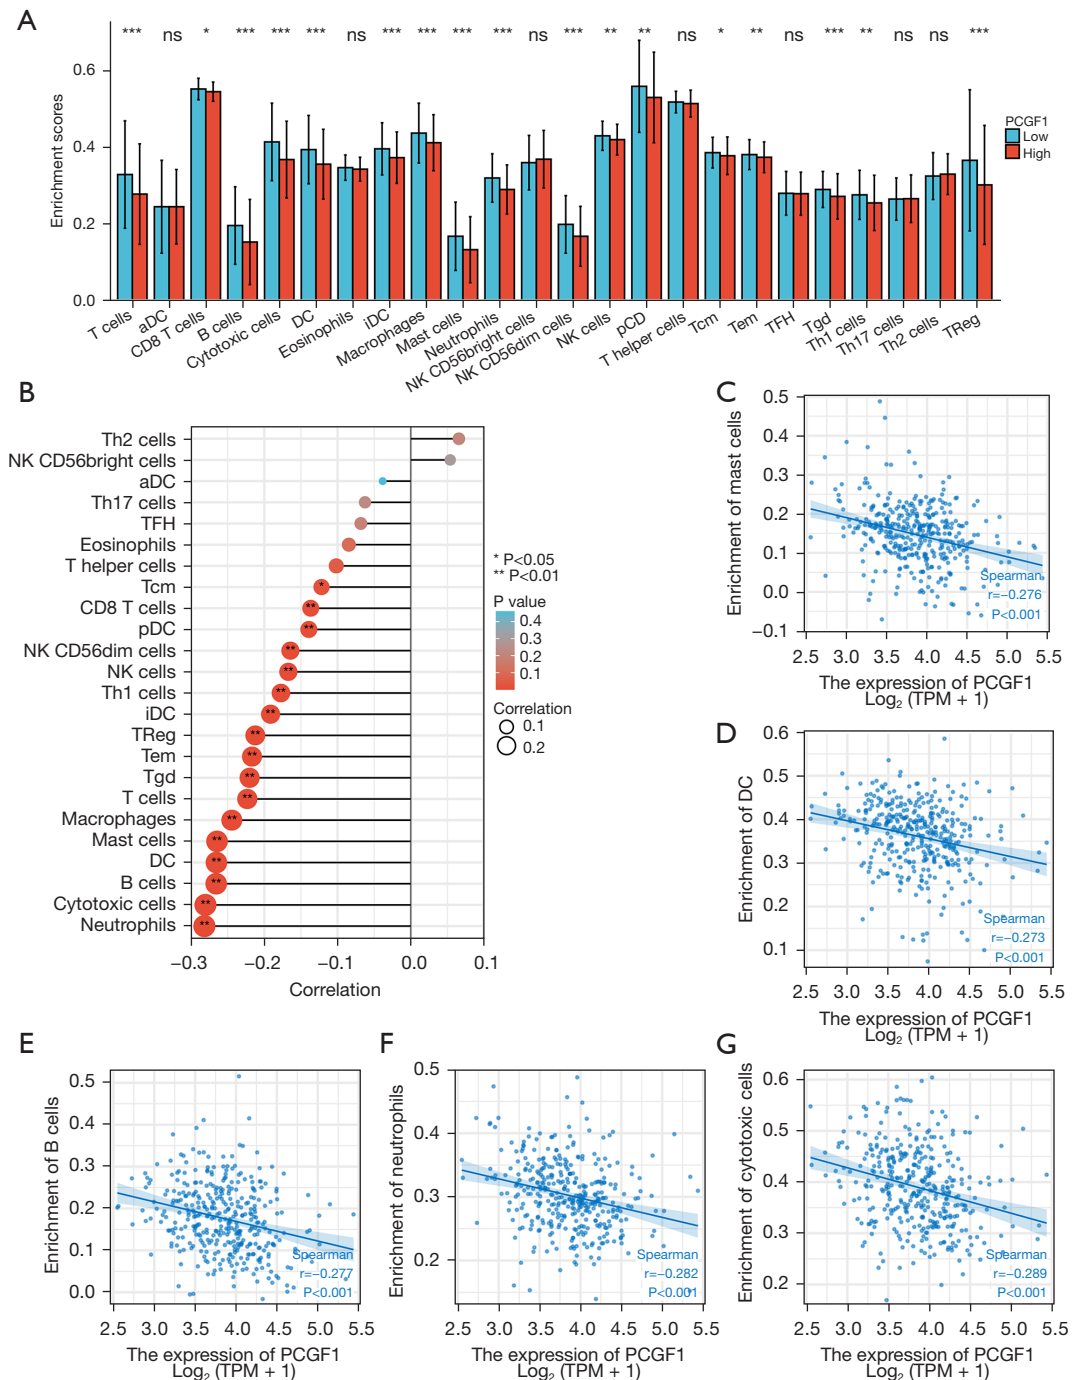 A
*** ns * *** *** *** ns *** *** *** *** ns *** ** ** ns * ** ns *** ** ns ns ***
Enrichment scores
0.6
0.4
0.2
0.0
PCGF1
Low
High
T cells
aDC
CD8 T cells
B cells
Cytotoxic cells
DC
Eosinophils
iDC
Macrophages
Mast cells
Neutrophils
NK CD56bright cells
NK CD56dim cells
NK cells
pCD
T helper cells
Tcm
Tem
TFH
Tgd
Th1 cells
Th17 cells
Th2 cells
TReg
B
Th2 cells
NK CD56bright cells
aDC
Th17 cells
TFH
Eosinophils
T helper cells
Tcm *
CD8 T cells **
pDC **
NK CD56dim cells **
NK cells **
Th1 cells **
iDC **
TReg **
Tem **
Tgd **
T cells **
Macrophages **
Mast cells **
DC **
B cells **
Cytotoxic cells **
Neutrophils **
−0.3 −0.2 −0.1 0.0 0.1
Correlation
* P<0.05
** P<0.01
P value
0.4
0.3
0.2
0.1
Correlation
0.1
0.2
C
Enrichment of mast cells
0.5
0.4
0.3
0.2
0.1
0.0
−0.1
Spearman
r=−0.276
P<0.001
2.5 3.0 3.5 4.0 4.5 5.0 5.5
The expression of PCGF1
Log₂ (TPM + 1)
D
Enrichment of DC
0.6
0.5
0.4
0.3
0.2
0.1
Spearman
r=−0.273
P<0.001
2.5 3.0 3.5 4.0 4.5 5.0 5.5
The expression of PCGF1
Log₂ (TPM + 1)
E
Enrichment of B cells
0.5
0.4
0.3
0.2
0.1
0.0
Spearman
r=−0.277
P<0.001
2.5 3.0 3.5 4.0 4.5 5.0 5.5
The expression of PCGF1
Log₂ (TPM + 1)
F
Enrichment of neutrophils
0.5
0.4
0.3
0.2
Spearman
r=−0.282
P<0.001
2.5 3.0 3.5 4.0 4.5 5.0 5.5
The expression of PCGF1
Log₂ (TPM + 1)
G
Enrichment of cytotoxic cells
0.6
0.5
0.4
0.3
0.2
Spearman
r=−0.289
P<0.001
2.5 3.0 3.5 4.0 4.5 5.0 5.5
The expression of PCGF1
Log₂ (TPM + 1)